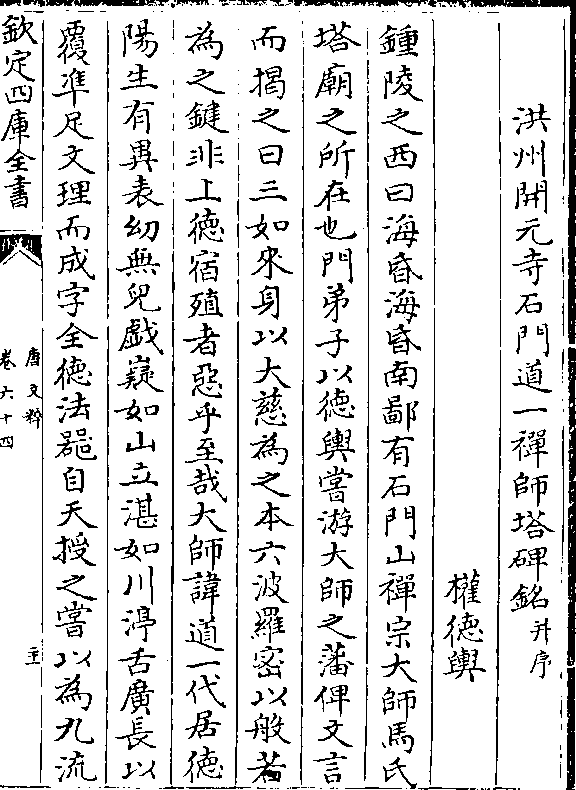 洪州開元寺石門道一禪師塔碑銘并序
權德輿
鍾陵之西曰海昏海昏南鄙有石門山禪宗大師馬氏
塔廟之所在也門弟子以德輿嘗游大師之藩俾文言
而揭之曰三如來身以大慈為之本六波羅密以般若
為之鍵非上德宿殖者惡乎至哉大師諱道一代居德
陽生有異表幼無兒戲嶷如山立湛如川渟舌廣長以
覆準足文理而成字全德法器自天授之嘗以為九流
欽定四庫全書
唐文粹
卷六十四